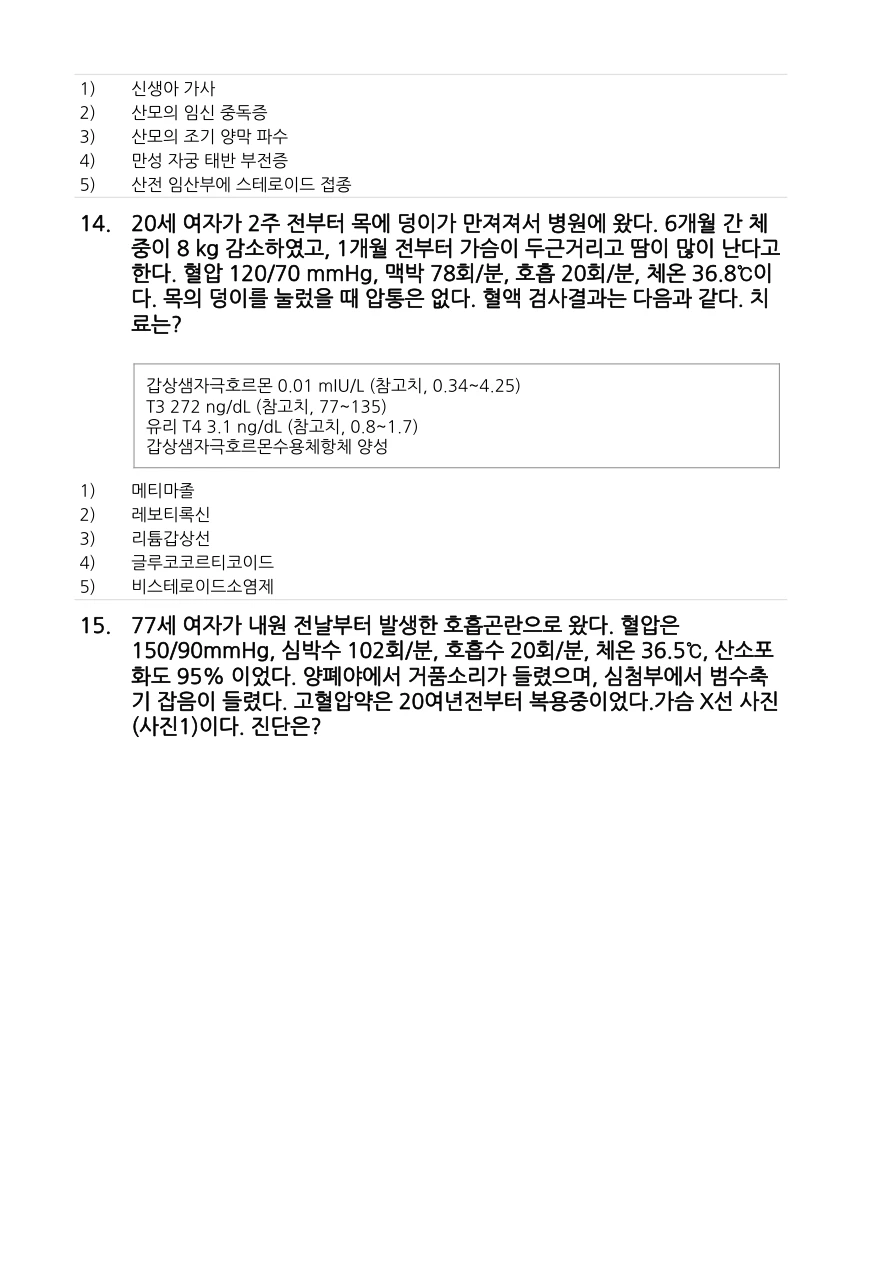 1) 신생아 가사
2) 산모의 임신 중독증
3) 산모의 조기 양막 파수
4) 만성 자궁 태반 부전증
5) 산전 임산부에 스테로이드 접종
14. 20세 여자가 2주 전부터 목에 덩이가 만져져서 병원에 왔다. 6개월 간 체
중이 8 kg 감소하였고, 1개월 전부터 가슴이 두근거리고 땀이 많이 난다고
한다. 혈압 120/70 mmHg, 맥박 78회/분, 호흡 20회/분, 체온 36.8℃이
다. 목의 덩이를 눌렀을 때 압통은 없다. 혈액 검사결과는 다음과 같다. 치
료는?
갑상샘자극호르몬 0.01 mIU/L (참고치, 0.34~4.25)
T3 272 ng/dL (참고치, 77~135)
유리 T4 3.1 ng/dL (참고치, 0.8~1.7)
갑상샘자극호르몬수용체항체 양성
1) 메티마졸
2) 레보티록신
3) 리튬갑상선
4) 글루코코르티코이드
5) 비스테로이드소염제
15. 77세 여자가 내원 전날부터 발생한 호흡곤란으로 왔다. 혈압은
150/90mmHg, 심박수 102회/분, 호흡수 20회/분, 체온 36.5℃, 산소포
화도 95% 이었다. 양폐야에서 거품소리가 들렸으며, 심첨부에서 범수축
기 잡음이 들렸다. 고혈압약은 20여년전부터 복용중이었다.가슴 X선 사진
(사진1)이다. 진단은?